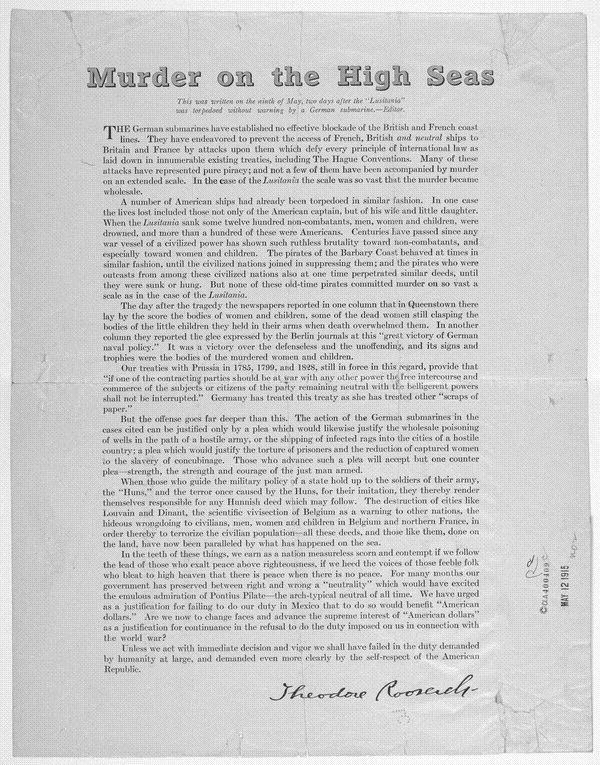 Murder on the High Seas
This was written on the ninth of May, two days after the "Lusitania"
was torpedoed without warning by a German submarine.—Editor.
THE German submarines have established no effective blockade of the British and French coast
lines. They have endeavored to prevent the access of French, British and neutral ships to
Britain and France by attacks upon them which defy every principle of international law as
laid down in innumerable existing treaties, including The Hague Conventions. Many of these
attacks have represented pure piracy; and not a few of them have been accompanied by murder
on an extended scale. In the case of the Lusitania the scale was so vast that the murder became
wholesale.
A number of American ships had already been torpedoed in similar fashion. In one case
the lives lost included those not only of the American captain, but of his wife and little daughter.
When the Lusitania sank some twelve hundred non-combatants, men, women and children, were
drowned, and more than a hundred of these were Americans. Centuries have passed since any
war vessel of a civilized power has shown such ruthless brutality toward non-combatants, and
especially toward women and children. The pirates of the Barbary Coast behaved at times in
similar fashion, until the civilized nations joined in suppressing them; and the pirates who were
outcasts from among these civilized nations also at one time perpetrated similar deeds, until
they were sunk or hung. But none of these old-time pirates committed murder on so vast a
scale as in the case of the Lusitania.
The day after the tragedy the newspapers reported in one column that in Queenstown there
lay by the score the bodies of women and children, some of the dead women still clasping the
bodies of the little children they held in their arms when death overwhelmed them. In another
column they reported the glee expressed by the Berlin journals at this "great victory of German
naval policy." It was a victory over the defenseless and the unoffending, and its signs and
trophies were the bodies of the murdered women and children.
Our treaties with Prussia in 1785, 1799, and 1828, still in force in this regard, provide that
"if one of the contracting parties should be at war with any other power the free intercourse and
commerce of the subjects or citizens of the party remaining neutral with the belligerent powers
shall not be interrupted." Germany has treated this treaty as she has treated other "scraps of
paper."
But the offense goes far deeper than this. The action of the German submarines in the
cases cited can be justified only by a plea which would likewise justify the wholesale poisoning
of wells in the path of a hostile army, or the shipping of infected rags into the cities of a hostile
country; a plea which would justify the torture of prisoners and the reduction of captured women
to the slavery of concubinage. Those who advance such a plea will accept but one counter
plea—strength, the strength and courage of the just man armed.
When those who guide the military policy of a state hold up to the soldiers of their army,
the "Huns," and the terror once caused by the Huns, for their imitation, they thereby render
themselves responsible for any Hunnish deed which may follow. The destruction of cities like
Louvain and Dinant, the scientific vivisection of Belgium as a warning to other nations, the
hideous wrongdoing to civilians, men, women and children in Belgium and northern France, in
order thereby to terrorize the civilian population—all these deeds, and those like them, done on
the land, have now been paralleled by what has happened on the sea.
In the teeth of these things, we earn as a nation measureless scorn and contempt if we follow
the lead of those who exalt peace above righteousness, if we heed the voices of those feeble folk
who bleat to high heaven that there is peace when there is no peace. For many months our
government has preserved between right and wrong a "neutrality" which would have excited
the emulous admiration of Pontius Pilate—the arch-typical neutral of all time. We have urged
as a justification for failing to do our duty in Mexico that to do so would benefit "American
dollars." Are we now to change faces and advance the supreme interest of "American dollars"
as a justification for continuance in the refusal to do the duty imposed on us in connection with
the world war?
Unless we act with immediate decision and vigor we shall have failed in the duty demanded
by humanity at large, and demanded even more clearly by the self-respect of the American
Republic.
Theodore Roosevelt
MAY 12 1915